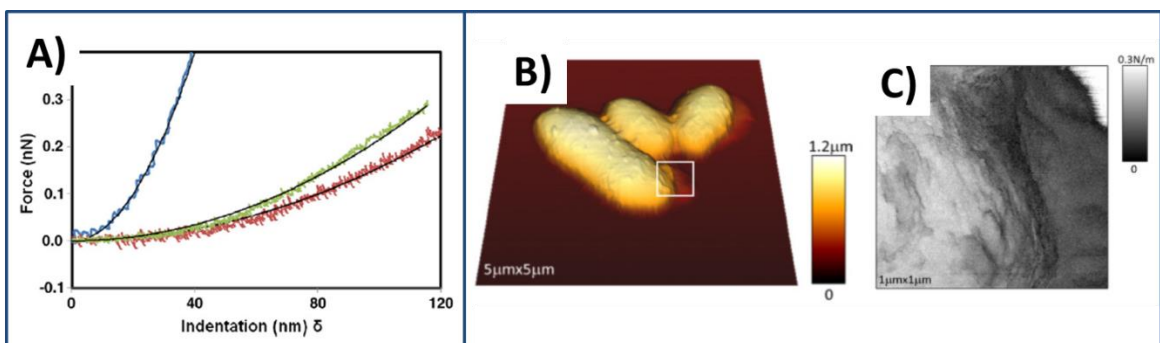 A)
0.3
0.2
0.1
0.0
-0.1
Force (nN)
0
40
80
120
Indentation (nm) δ
B)
5μmx5μm
1.2μm
0
C)
1μmx1μm
0.3N/m
0